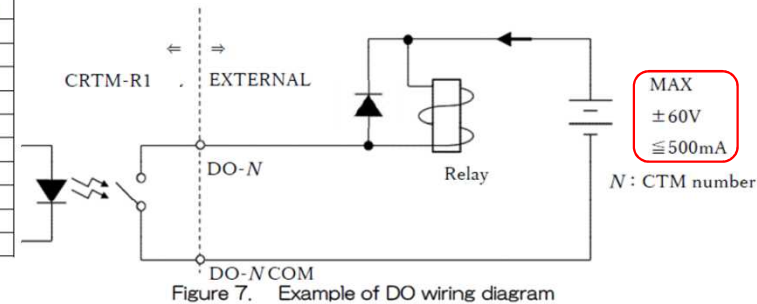 ⇐ ⇒
CRTM-R1 . EXTERNAL
MAX
±60V
≦500mA
DO-N
Relay
N : CTM number
DO-N COM
Figure 7. Example of DO wiring diagram